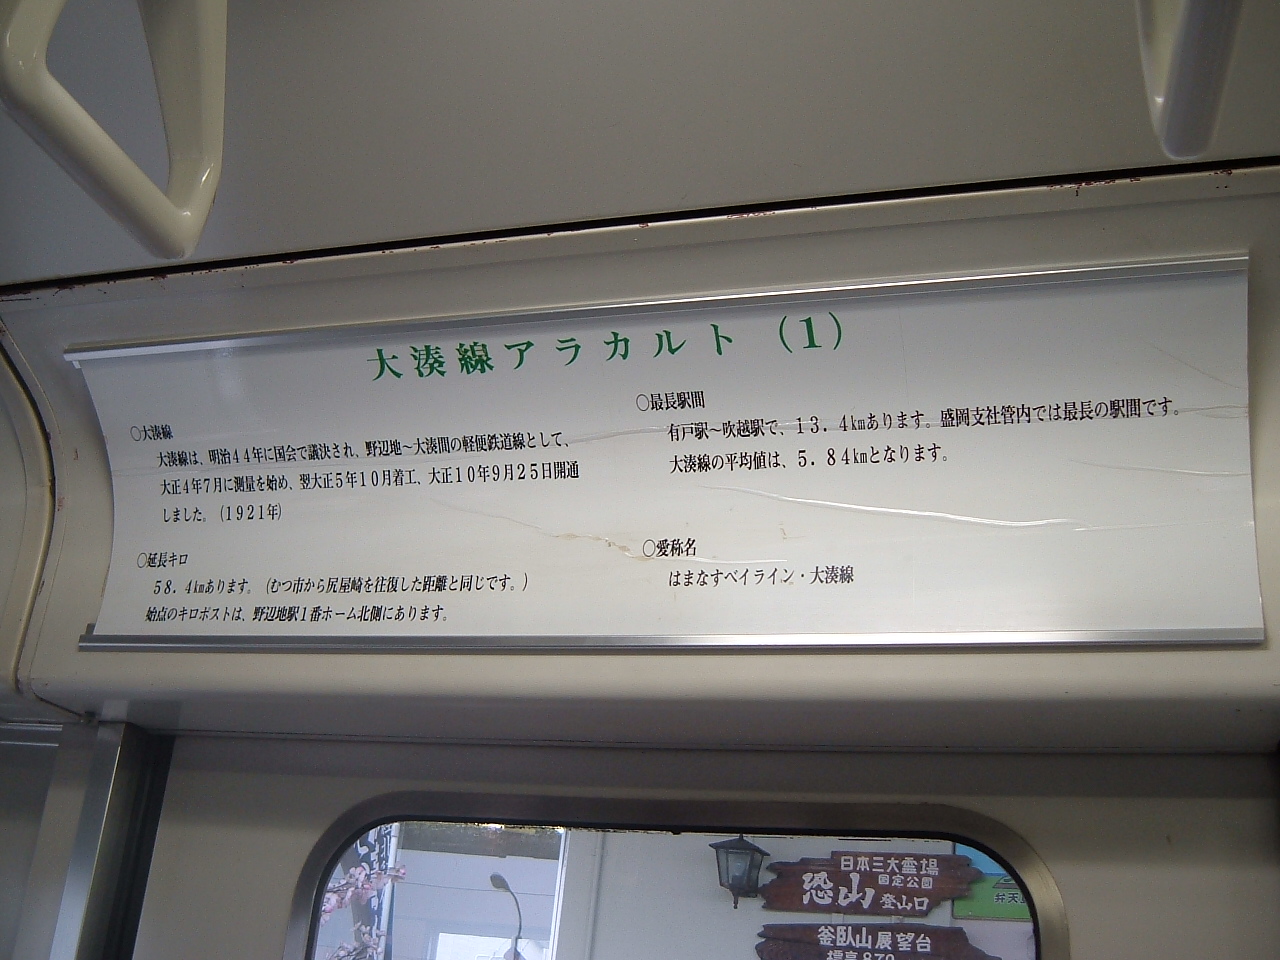 大湊線アラカルト（1）
○大湊線
大湊線は、明治４４年に国会で議決され、野辺地～大湊間の軽便鉄道線として、
大正４年７月に測量を始め、翌大正５年１０月着工、大正１０年９月２５日開通
しました。（１９２１年）
○延長キロ
５８．４㎞あります。（むつ市から尻屋崎を往復した距離と同じです。）
始点のキロポストは、野辺地駅１番ホーム北側にあります。
○最長駅間
有戸駅～吹越駅で、１３．４㎞あります。盛岡支社管内では最長の駅間です。
大湊線の平均値は、５．８４㎞となります。
○愛称名
はまなすベイライン・大湊線
日本三大霊場
恐山 国定公園 登山口
釜臥山展望台
標高879
弁天